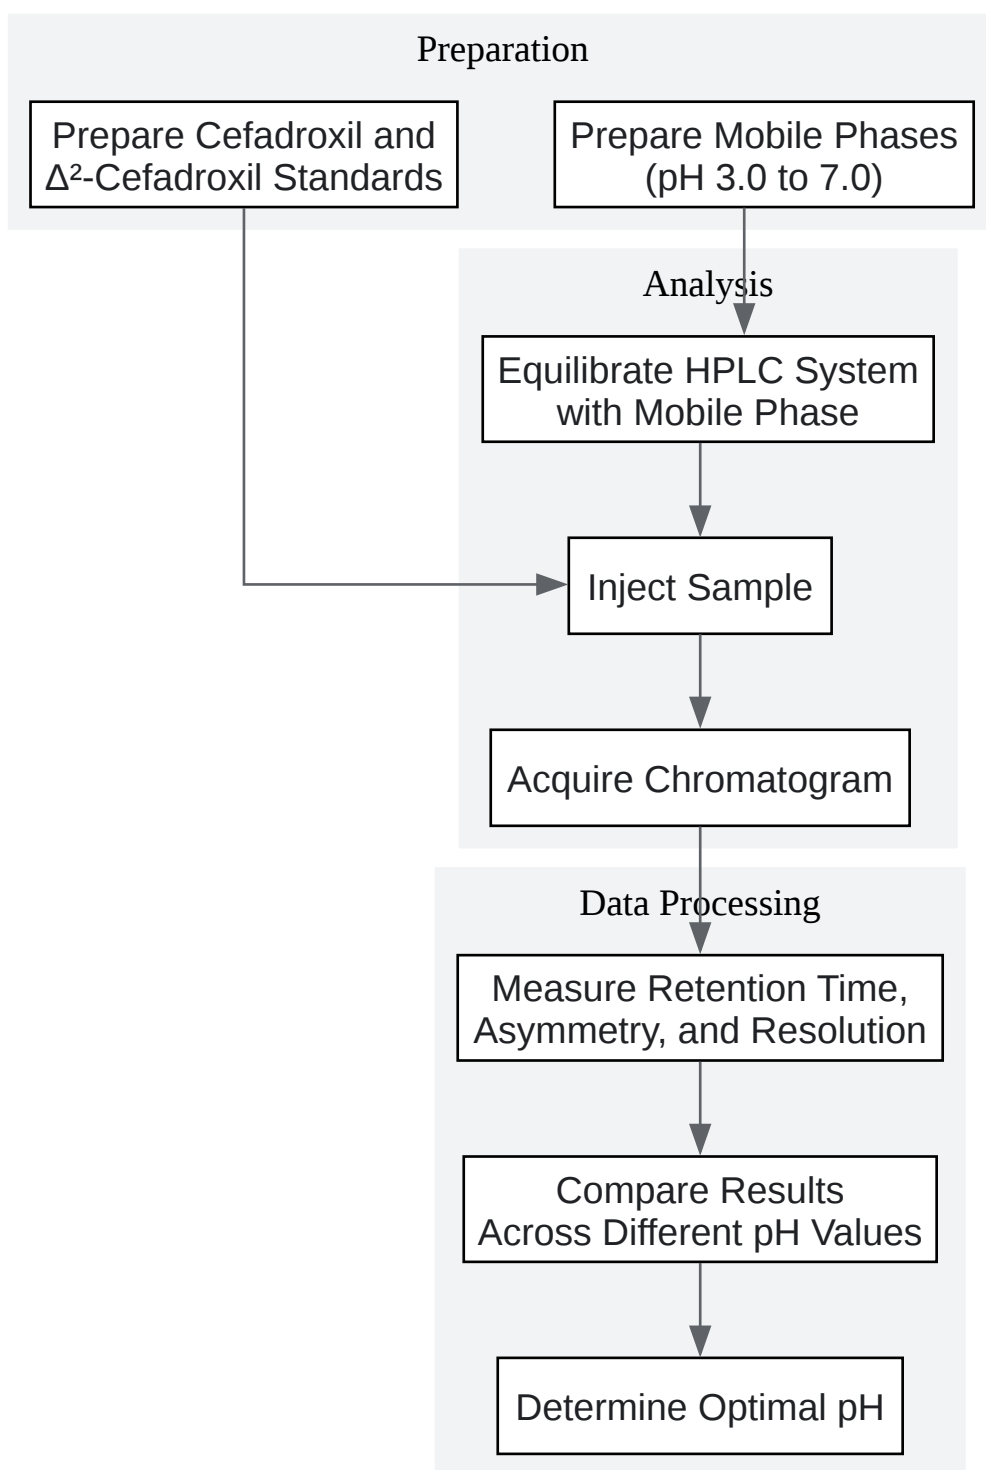 Preparation
Prepare Cefadroxil and
Δ²-Cefadroxil Standards
Prepare Mobile Phases
(pH 3.0 to 7.0)
Analysis
Equilibrate HPLC System
with Mobile Phase
Inject Sample
Acquire Chromatogram
Data Processing
Measure Retention Time,
Asymmetry, and Resolution
Compare Results
Across Different pH Values
Determine Optimal pH